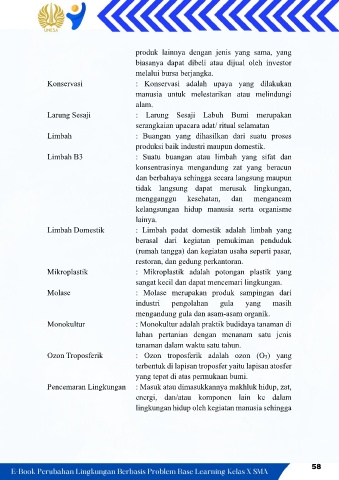 UNESA
produk lainnya dengan jenis yang sama, yang
biasanya dapat dibeli atau dijual oleh investor
melalui bursa berjangka.
Konservasi : Konservasi adalah upaya yang dilakukan
manusia untuk melestarikan atau melindungi
alam.
Larung Sesaji : Larung Sesaji Labuh Bumi merupakan
serangkaian upacara adat/ ritual selamatan
Limbah : Buangan yang dihasilkan dari suatu proses
produksi baik industri maupun domestik.
Limbah B3 : Suatu buangan atau limbah yang sifat dan
konsentrasinya mengandung zat yang beracun
dan berbahaya sehingga secara langsung maupun
tidak langsung dapat merusak lingkungan,
mengganggu kesehatan, dan mengancam
kelangsungan hidup manusia serta organisme
lainya.
Limbah Domestik : Limbah padat domestik adalah limbah yang
berasal dari kegiatan pemukiman penduduk
(rumah tangga) dan kegiatan usaha seperti pasar,
restoran, dan gedung perkantoran.
Mikroplastik : Mikroplastik adalah potongan plastik yang
sangat kecil dan dapat mencemari lingkungan.
Molase : Molase merupakan produk sampingan dari
industri pengolahan gula yang masih
mengandung gula dan asam-asam organik.
Monokultur : Monokultur adalah praktik budidaya tanaman di
lahan pertanian dengan menanam satu jenis
tanaman dalam waktu satu tahun.
Ozon Troposferik : Ozon troposferik adalah ozon (O₃) yang
terbentuk di lapisan troposfer yaitu lapisan atosfer
yang tepat di atas permukaan bumi.
Pencemaran Lingkungan : Masuk atau dimasukkannya makhluk hidup, zat,
energi, dan/atau komponen lain ke dalam
lingkungan hidup oleh kegiatan manusia sehingga
58
E-Book Perubahan Lingkungan Berbasis Problem Base Learning Kelas X SMA